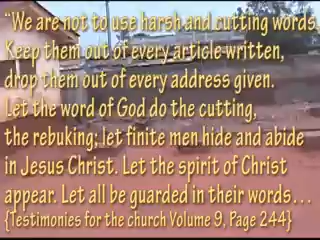 “We are not to use harsh and cutting words.
Keep them out of every article written,
drop them out of every address given.
Let the word of God do the cutting,
the rebuking; let finite men hide and abide
in Jesus Christ. Let the spirit of Christ
appear. Let all be guarded in their words…
{Testimonies for the church Volume 9, Page 244}